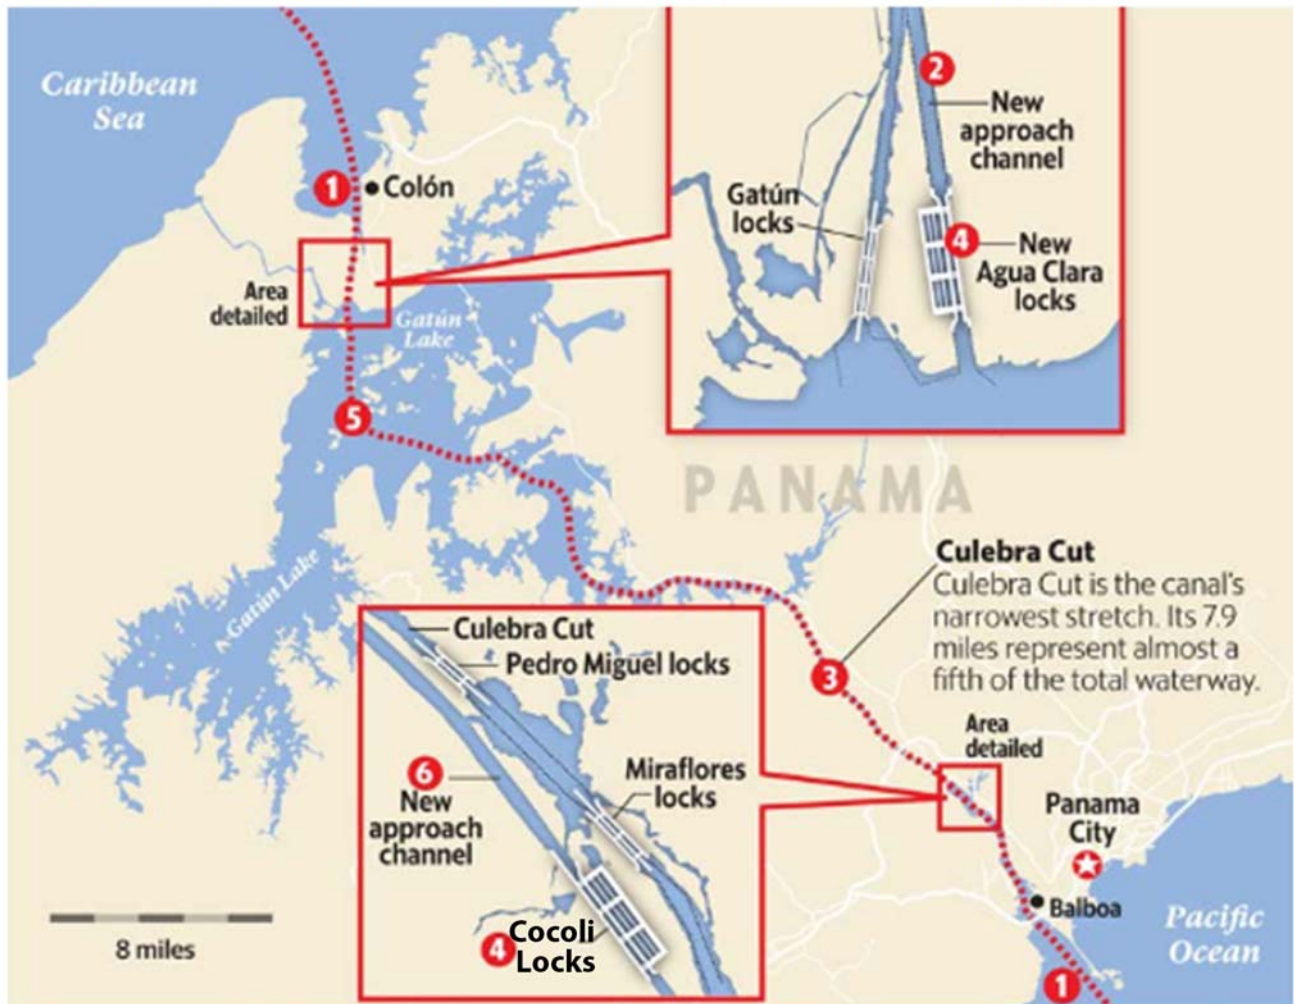 Caribbean
Sea
1
Colón
Area
detailed
Gatún
Lake
5
2
New
approach
channel
Gatún
locks
4
New
Agua Clara
locks
PANAMA
Culebra Cut
Culebra Cut is the canal's
narrowest stretch. Its 7.9
miles represent almost a
fifth of the total waterway.
3
Gatún Lake
Culebra Cut
Pedro Miguel locks
6
New
approach
channel
Miraflores
locks
4
Cocoli
Locks
Area
detailed
Panama
City
Balboa
Pacific
Ocean
1
8 miles